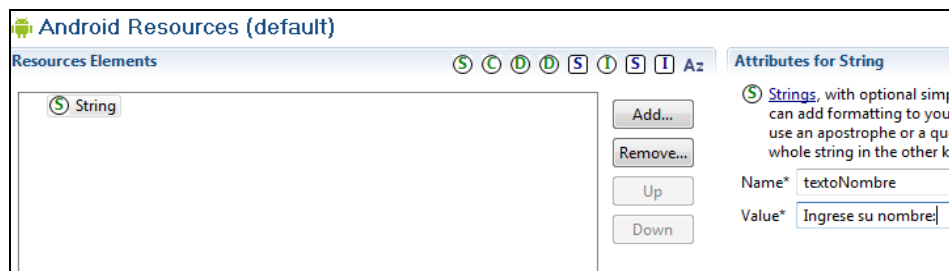 Android Resources (default)
Resources Elements
S C D D S I S I Az
S String
Add...
Remove...
Up
Down
Attributes for String
S Strings, with optional simp
can add formatting to you
use an apostrophe or a qu
whole string in the other k
Name* textoNombre
Value* Ingrese su nombre: